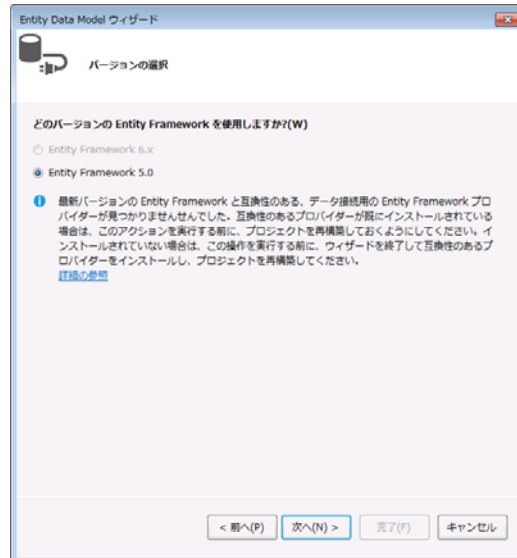 Entity Data Model ウィザード
バージョンの選択
どのバージョンの Entity Framework を使用しますか?(W)
Entity Framework 6.x
Entity Framework 5.0
最新バージョンの Entity Framework と互換性のある、データ接続用の Entity Framework プロ
バイダーが見つかりませんせんでした。互換性のあるプロバイダーが既にインストールされている
場合は、このアクションを実行する前に、プロジェクトを再構築しておくようにしてください。イ
ンストールされていない場合は、この操作を実行する前に、ウィザードを終了して互換性のあるプ
ロバイダーをインストールし、プロジェクトを再構築してください。
詳細の参照
< 前へ(P) 次へ(N) > 完了(F) キャンセル